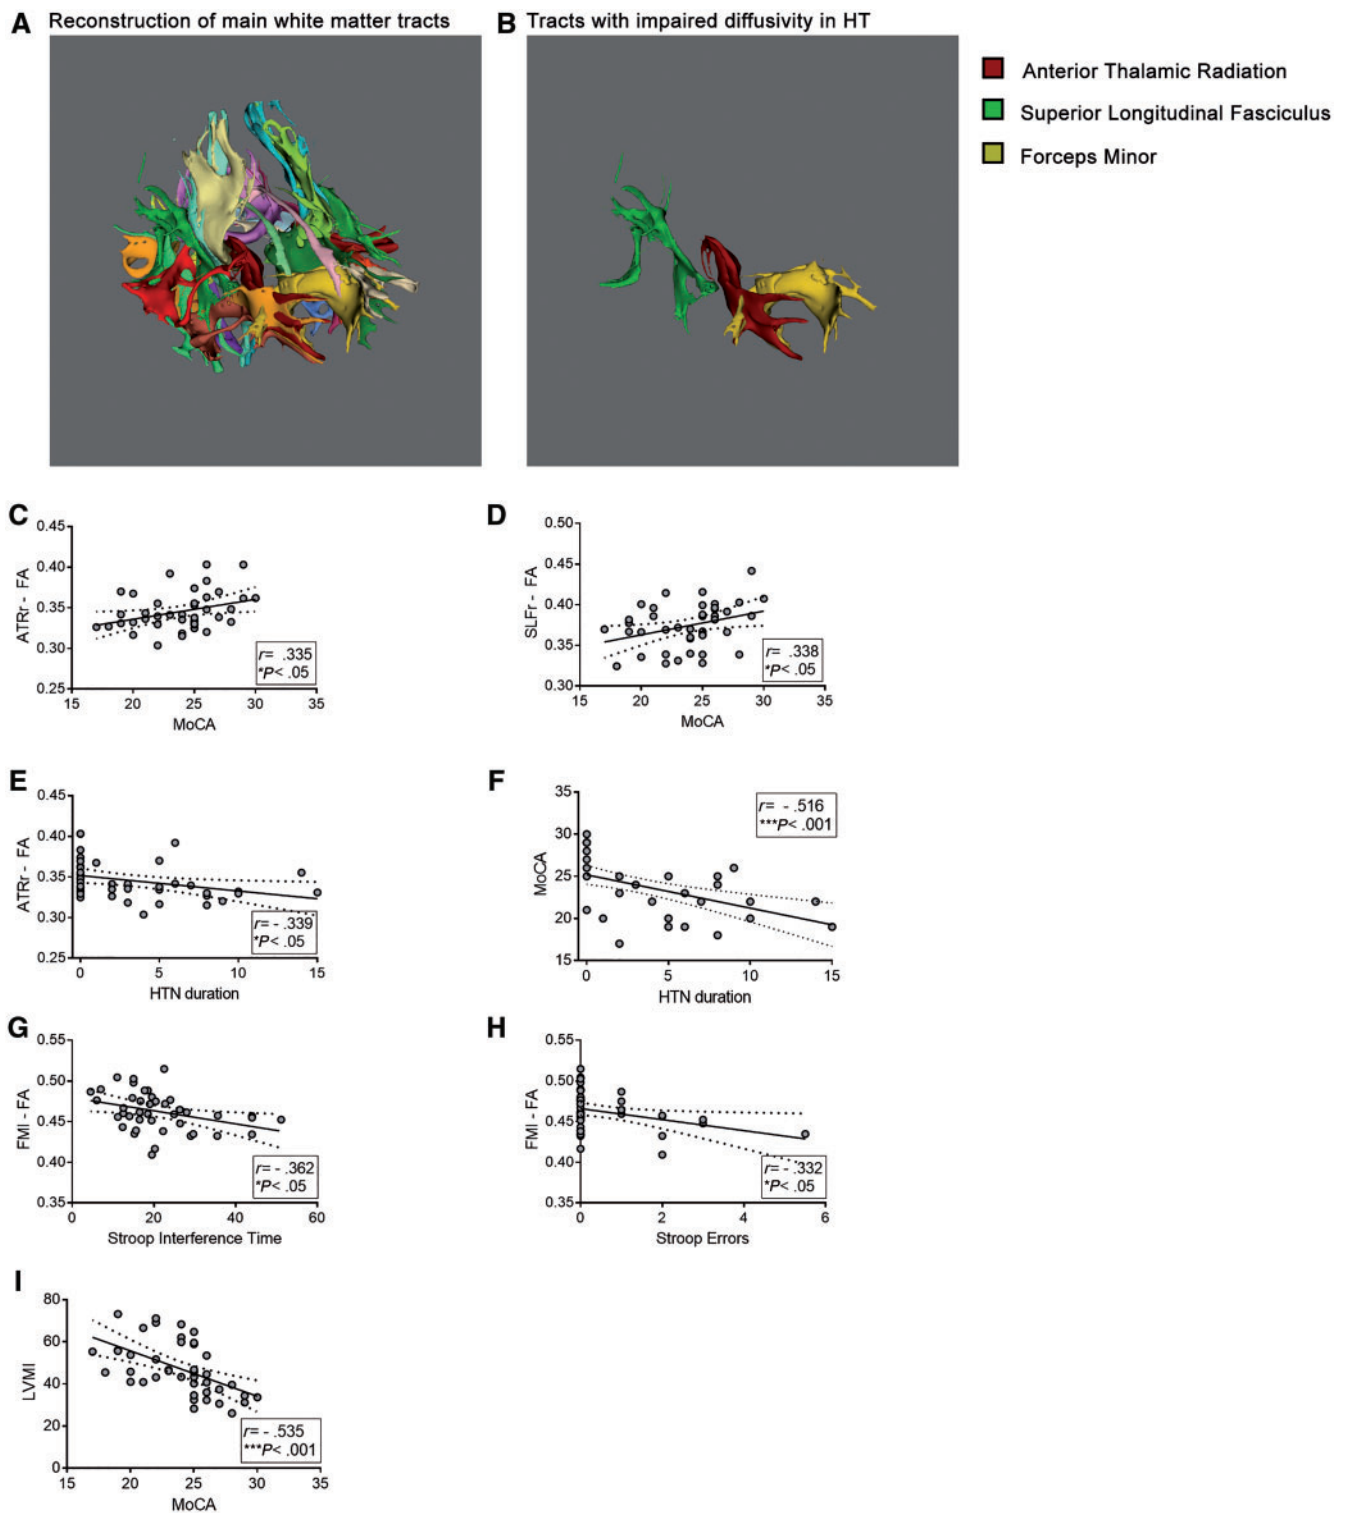 A Reconstruction of main white matter tracts
B Tracts with impaired diffusivity in HT
Anterior Thalamic Radiation
Superior Longitudinal Fasciculus
Forceps Minor
C
ATRr - FA
0.45
0.40
0.35
0.30
0.25
15 20 25 30 35
MoCA
r= .335
*P< .05
D
SLFr - FA
0.50
0.45
0.40
0.35
0.30
15 20 25 30 35
MoCA
r= .338
*P< .05
E
ATRr - FA
0.45
0.40
0.35
0.30
0.25
0 5 10 15
HTN duration
r= - .339
*P< .05
F
MoCA
35
30
25
20
15
0 5 10 15
HTN duration
r= - .516
***P< .001
G
FMI - FA
0.55
0.50
0.45
0.40
0.35
0 20 40 60
Stroop Interference Time
r= - .362
*P< .05
H
FMI - FA
0.55
0.50
0.45
0.40
0.35
0 2 4 6
Stroop Errors
r= - .332
*P< .05
I
LVMI
80
60
40
20
0
15 20 25 30 35
MoCA
r= - .535
***P< .001